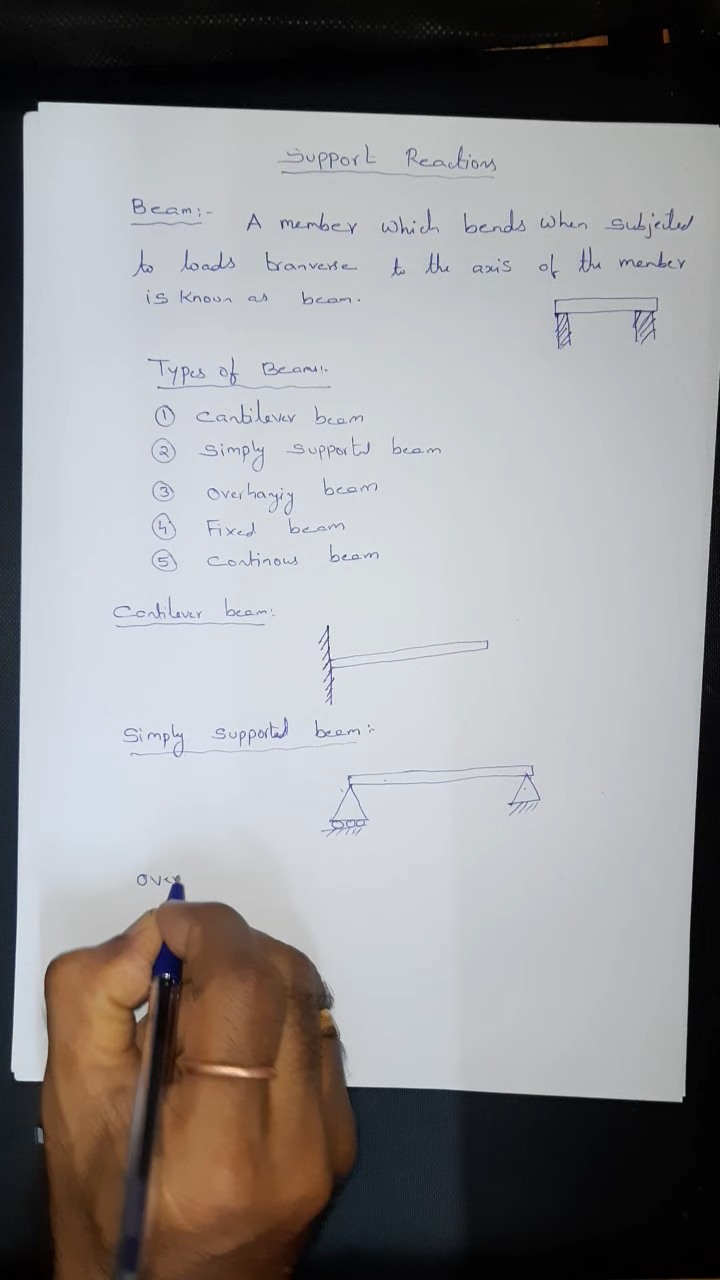 Support Reactions
Beam:- A member which bends when subjected
to loads tranverse to the axis of the member
is known as beam.
Types of Beams:.
① Cantilever beam
② Simply supported beam
③ overhangiy beam
④ Fixed beam
⑤ Continous beam
Cantilever beam:
Simply supported beam:-
Over